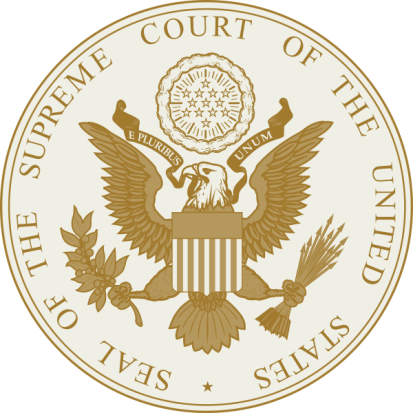 SEAL OF THE SUPREME COURT OF THE UNITED STATES
E PLURIBUS UNUM